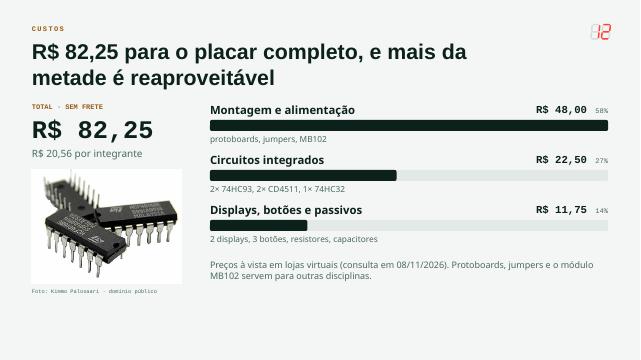 CUSTOS
12
R$ 82,25 para o placar completo, e mais da
metade é reaproveitável
TOTAL · SEM FRETE
R$ 82,25
R$ 20,56 por integrante
Foto: Kimmo Palosaari · domínio público
Montagem e alimentação R$ 48,00 58%
protoboards, jumpers, MB102
Circuitos integrados R$ 22,50 27%
2× 74HC93, 2× CD4511, 1× 74HC32
Displays, botões e passivos R$ 11,75 14%
2 displays, 3 botões, resistores, capacitores
Preços à vista em lojas virtuais (consulta em 08/11/2026). Protoboards, jumpers e o módulo
MB102 servem para outras disciplinas.